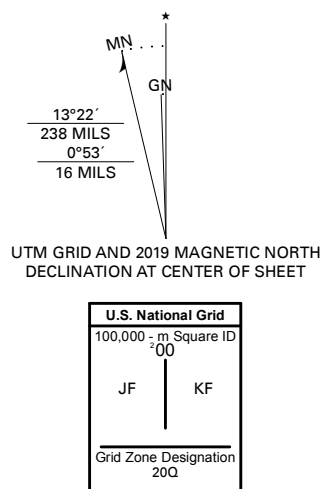 ★
MN
GN
13°22´
238 MILS
0°53´
16 MILS
UTM GRID AND 2019 MAGNETIC NORTH
DECLINATION AT CENTER OF SHEET
U.S. National Grid
100,000 - m Square ID
²00
JF KF
Grid Zone Designation
20Q